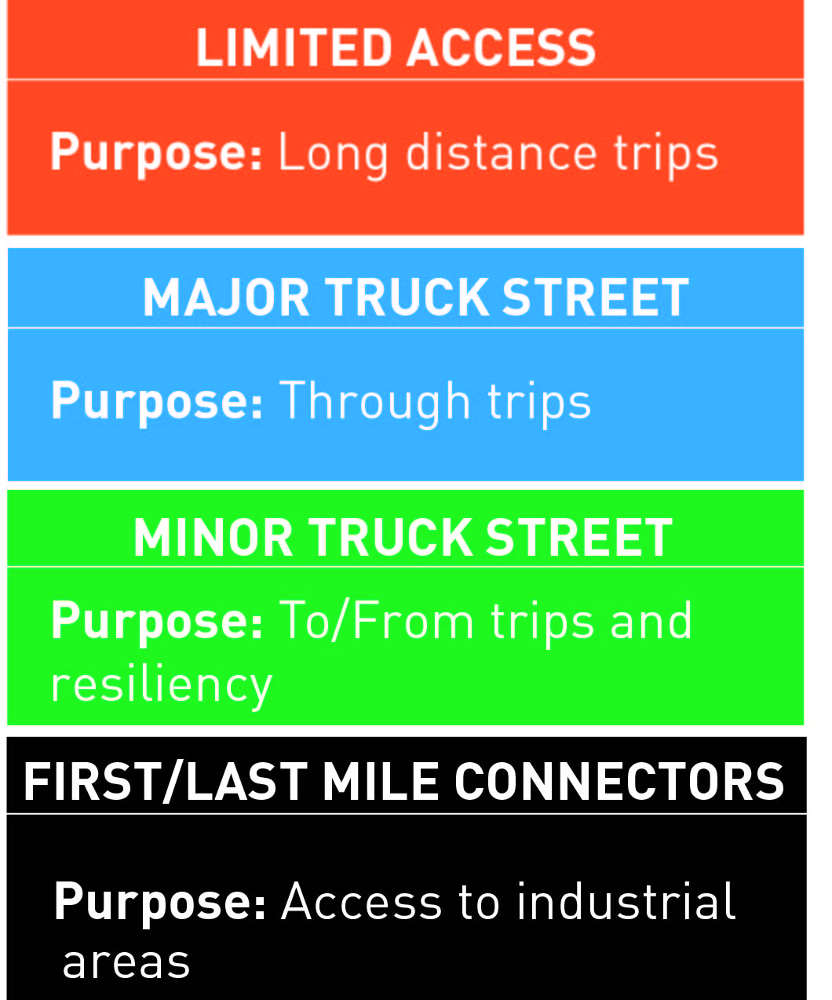 LIMITED ACCESS
Purpose: Long distance trips
MAJOR TRUCK STREET
Purpose: Through trips
MINOR TRUCK STREET
Purpose: To/From trips and
resiliency
FIRST/LAST MILE CONNECTORS
Purpose: Access to industrial
areas